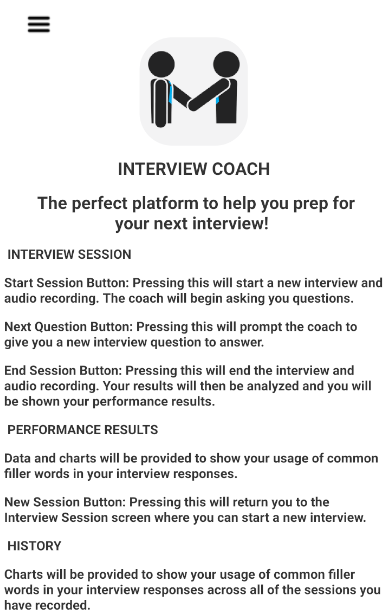 INTERVIEW COACH
The perfect platform to help you prep for
your next interview!
INTERVIEW SESSION
Start Session Button: Pressing this will start a new interview and
audio recording. The coach will begin asking you questions.
Next Question Button: Pressing this will prompt the coach to
give you a new interview question to answer.
End Session Button: Pressing this will end the interview and
audio recording. Your results will then be analyzed and you will
be shown your performance results.
PERFORMANCE RESULTS
Data and charts will be provided to show your usage of common
filler words in your interview responses.
New Session Button: Pressing this will return you to the
Interview Session screen where you can start a new interview.
HISTORY
Charts will be provided to show your usage of common filler
words in your interview responses across all of the sessions you
have recorded.